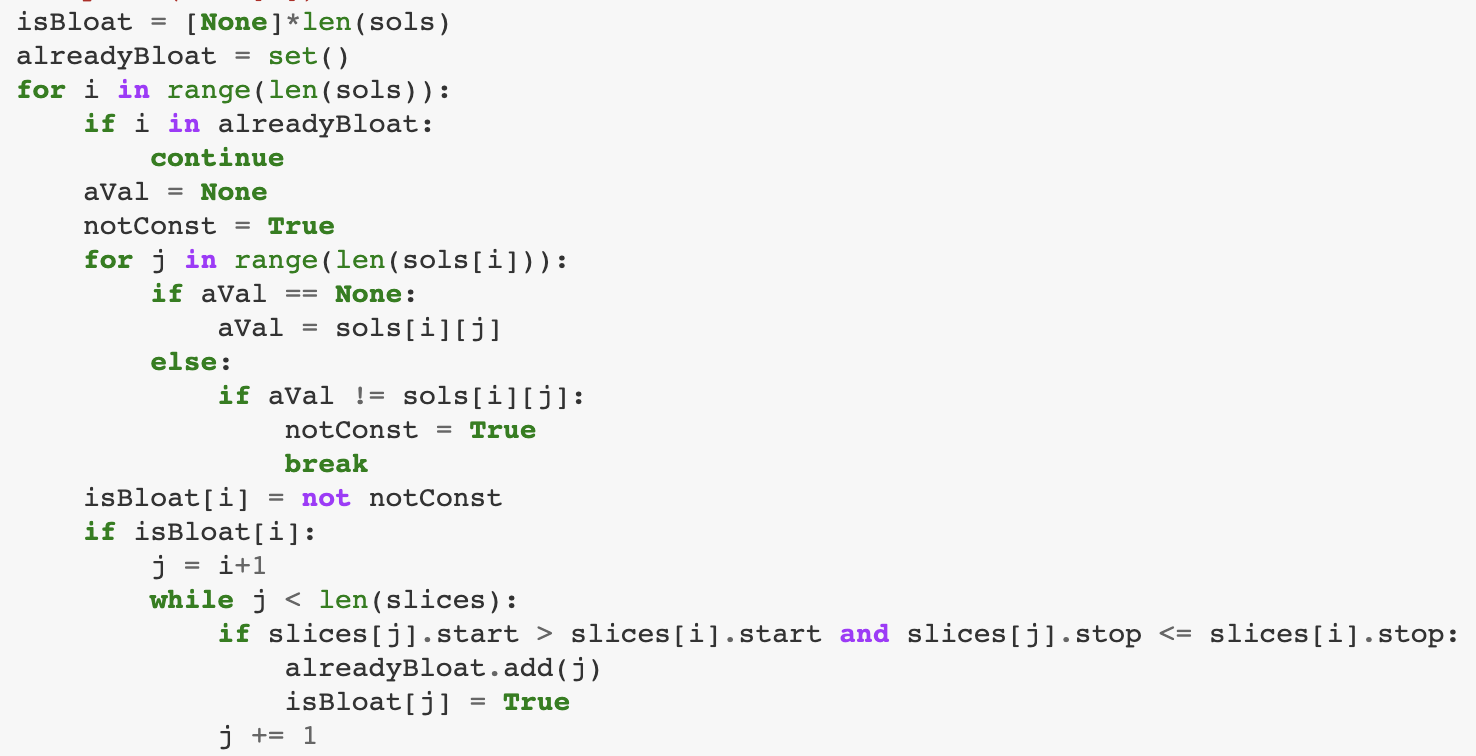 isBloat = [None]*len(sols)
alreadyBloat = set()
for i in range(len(sols)):
    if i in alreadyBloat:
        continue
    aVal = None
    notConst = True
    for j in range(len(sols[i])):
        if aVal == None:
            aVal = sols[i][j]
        else:
            if aVal != sols[i][j]:
                notConst = True
                break
    isBloat[i] = not notConst
    if isBloat[i]:
        j = i+1
        while j < len(slices):
            if slices[j].start > slices[i].start and slices[j].stop <= slices[i].stop:
                alreadyBloat.add(j)
                isBloat[j] = True
            j += 1